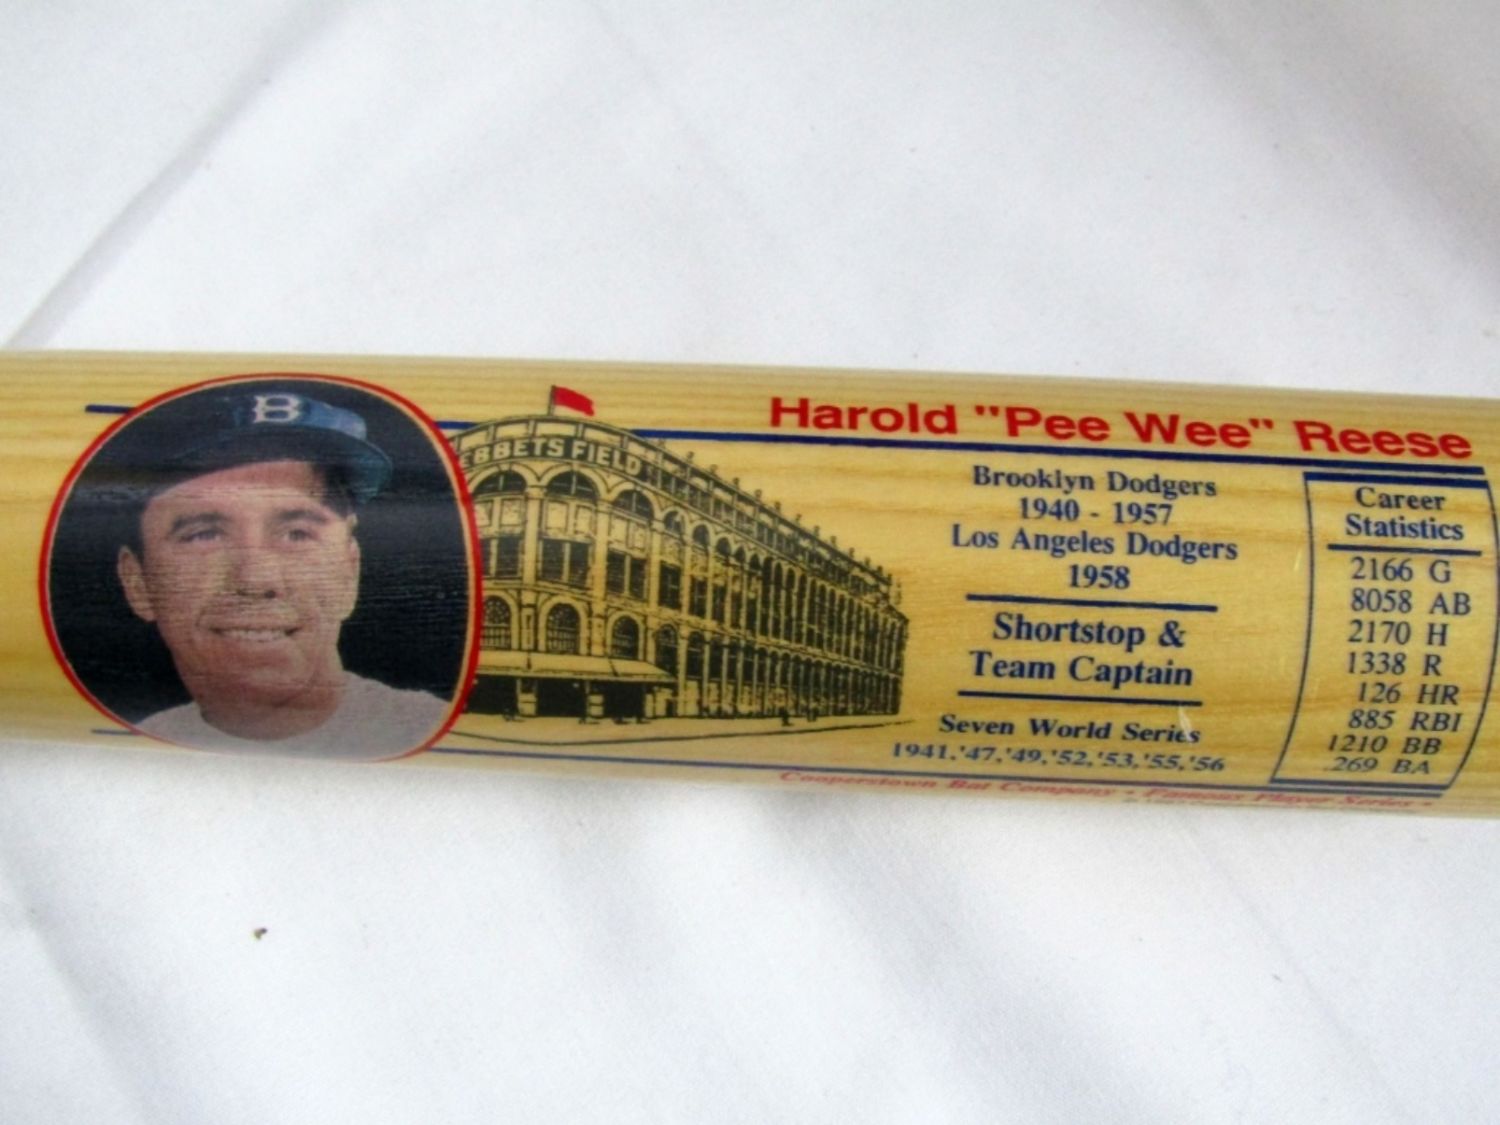 B
EBBETS FIELD
Harold "Pee Wee" Reese
Brooklyn Dodgers
1940 - 1957
Los Angeles Dodgers
1958
Shortstop &
Team Captain
Seven World Series
1941,'47,'49,'52,'53,'55,'56
Career
Statistics
2166 G
8058 AB
2170 H
1338 R
126 HR
885 RBI
1210 BB
.269 BA
Cooperstown Bat Company • Famous Player Series •